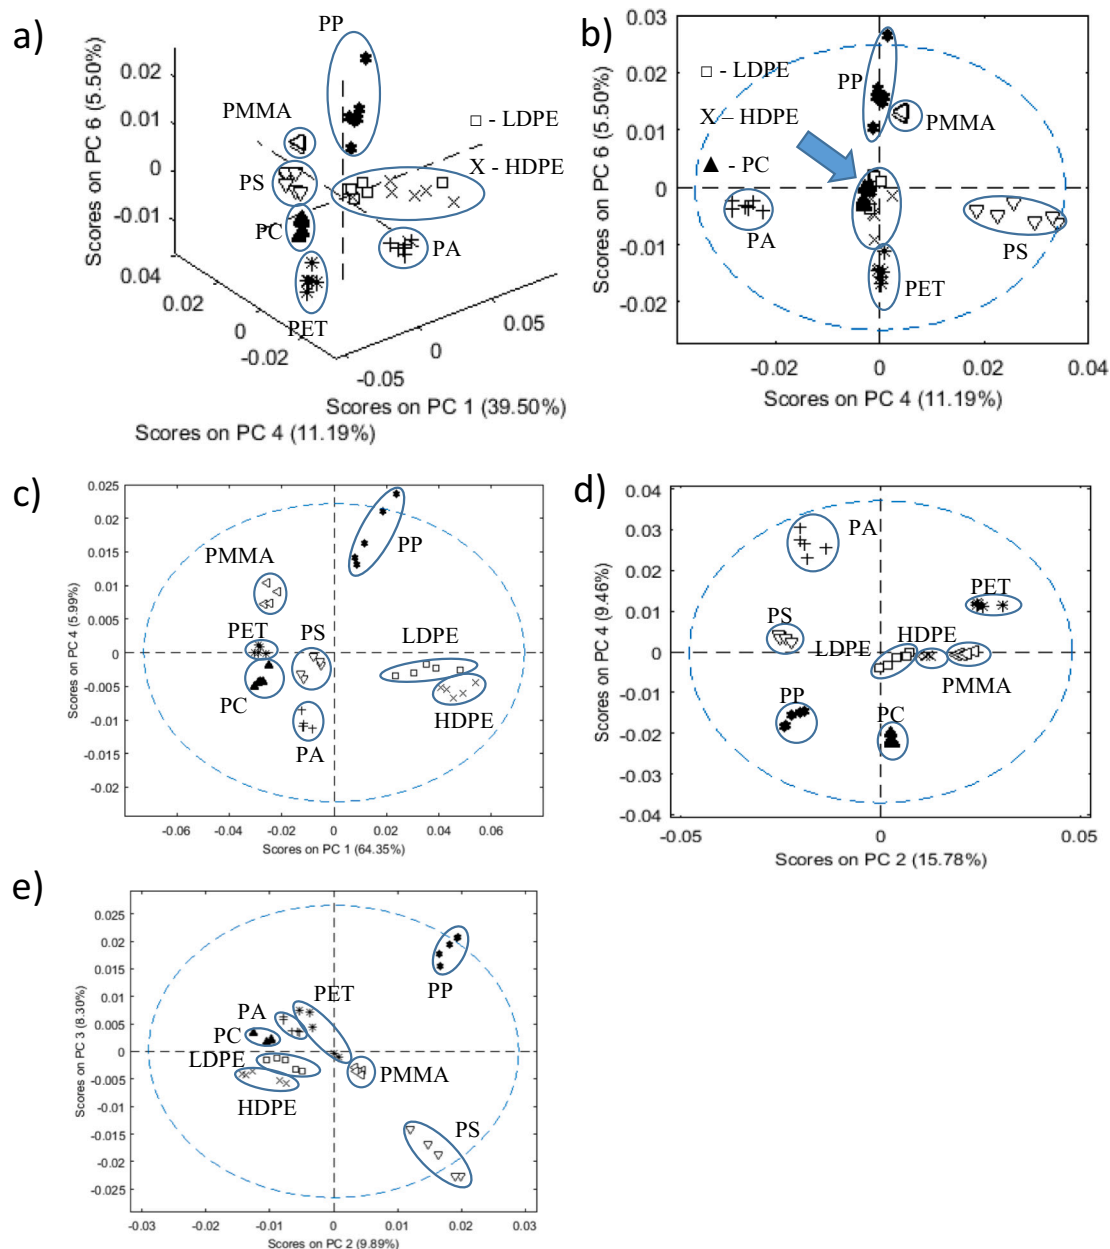 a)
PP
0.02
0.01
0
-0.01
Scores on PC 6 (5.50%)
PMMA
PS
PC
PET
PA
□ - LDPE
X - HDPE
0.04
0.02
0
-0.02
-0.05
0
0.05
Scores on PC 1 (39.50%)
Scores on PC 4 (11.19%)
b)
0.03
0.02
0.01
0
-0.01
-0.02
Scores on PC 6 (5.50%)
□ - LDPE
X – HDPE
▲ - PC
PP
PMMA
PA
PS
PET
-0.02
0
0.02
0.04
Scores on PC 4 (11.19%)
c)
0.025
0.02
0.015
0.01
0.005
0
-0.005
-0.01
-0.015
-0.02
Scores on PC 4 (5.99%)
PP
PMMA
PET
PS
LDPE
PC
HDPE
PA
-0.06
-0.04
-0.02
0
0.02
0.04
0.06
Scores on PC 1 (64.35%)
d)
0.04
0.03
0.02
0.01
0
-0.01
-0.02
-0.03
-0.04
Scores on PC 4 (9.46%)
PA
PET
PS
LDPE
HDPE
PMMA
PP
PC
-0.05
0
0.05
Scores on PC 2 (15.78%)
e)
0.025
0.02
0.015
0.01
0.005
0
-0.005
-0.01
-0.015
-0.02
-0.025
Scores on PC 3 (8.30%)
PP
PET
PA
PC
LDPE
HDPE
PMMA
PS
-0.03
-0.02
-0.01
0
0.01
0.02
0.03
Scores on PC 2 (9.89%)